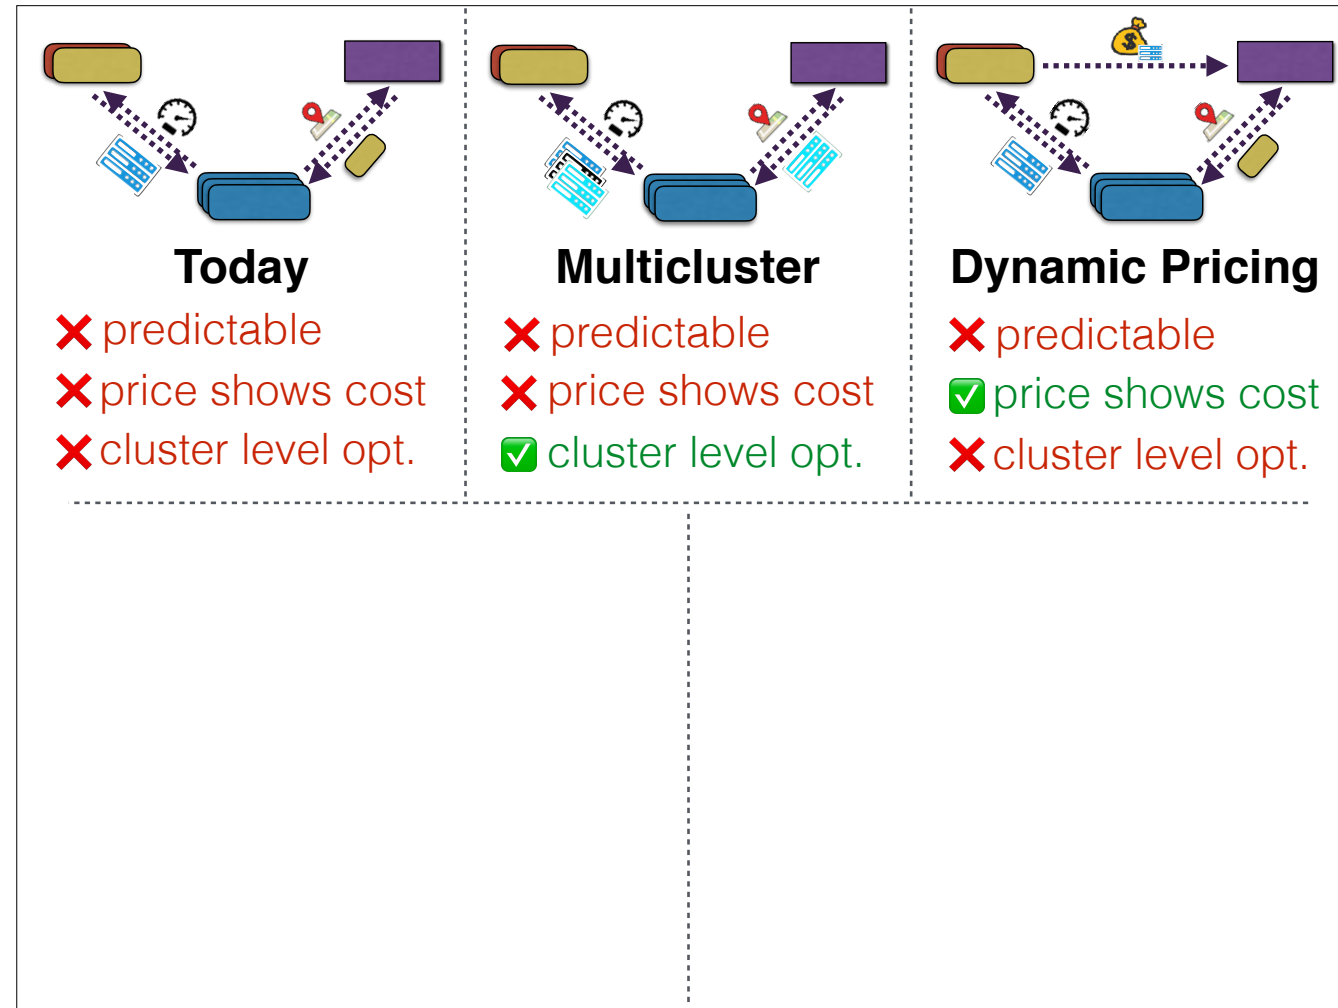 Today
❌ predictable
❌ price shows cost
❌ cluster level opt.
Multicluster
❌ predictable
❌ price shows cost
✅ cluster level opt.
Dynamic Pricing
❌ predictable
✅ price shows cost
❌ cluster level opt.